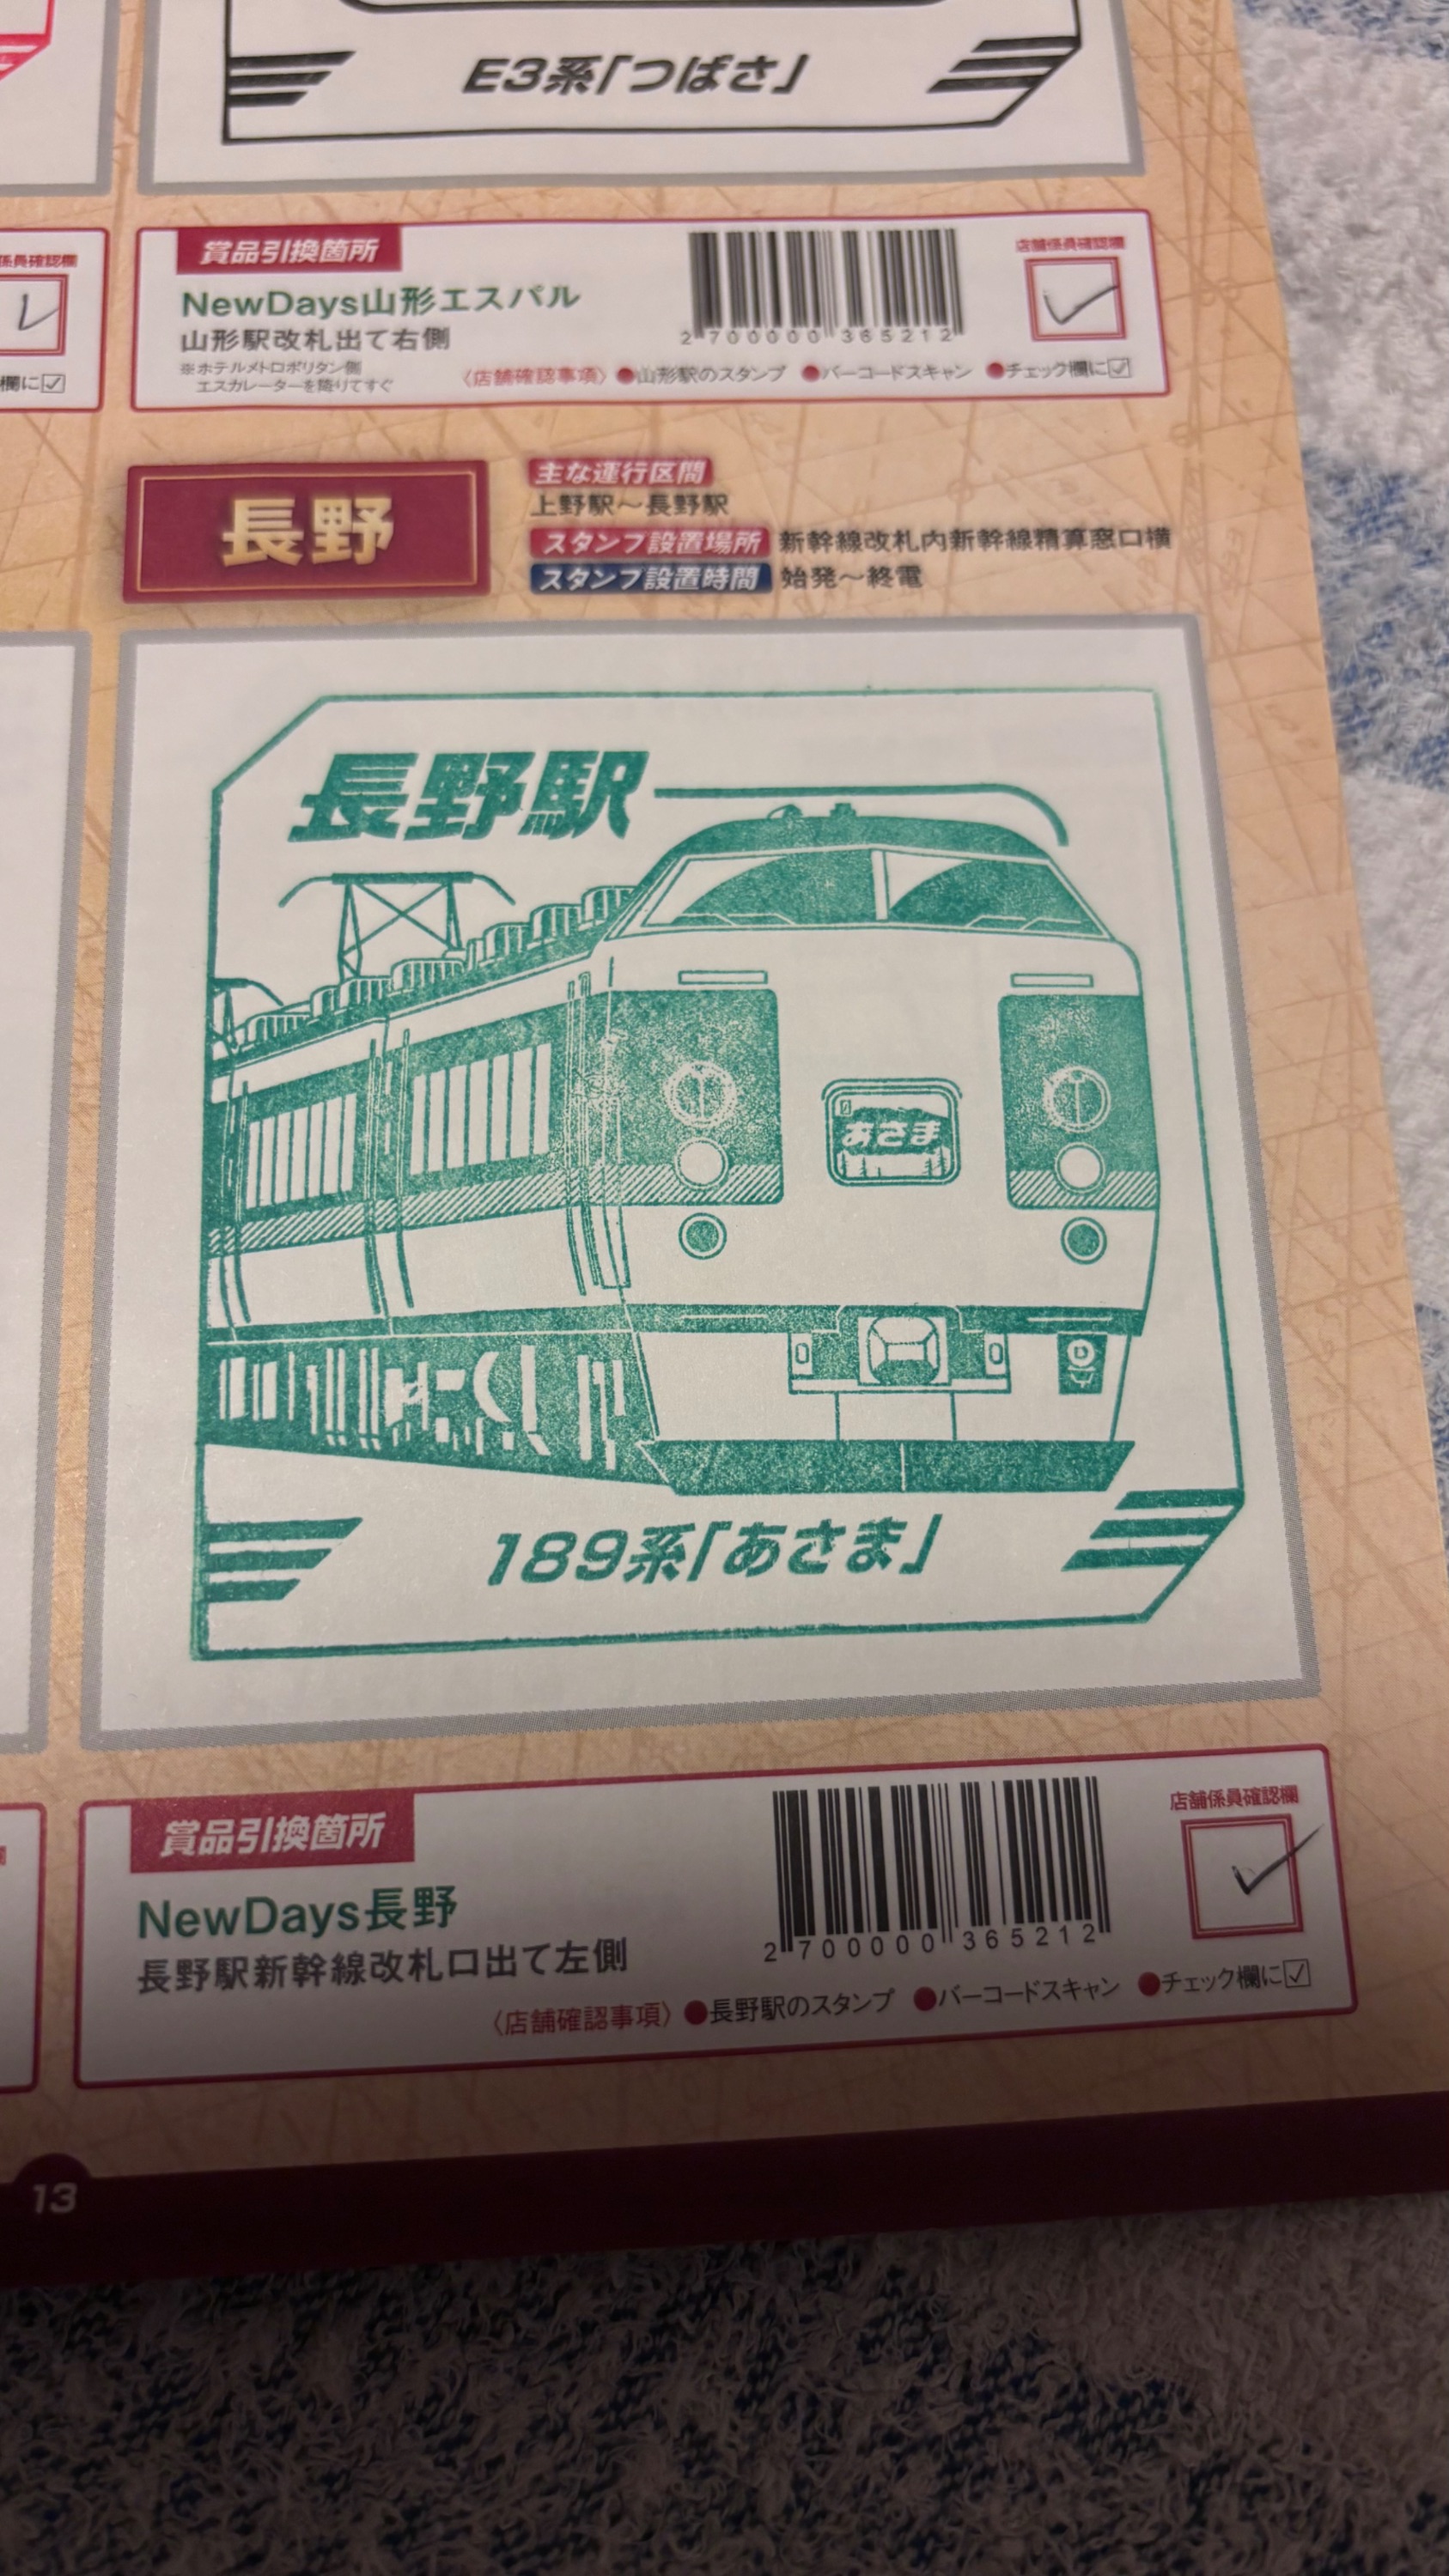 E3系「つばさ」
係員確認欄
欄に☑
賞品引換箇所
NewDays山形エスパル
山形駅改札出て右側
※ホテルメトロポリタン側
エスカレーターを降りてすぐ
2 700000 365212
店舗係員確認欄
〈店舗確認事項〉 ●山形駅のスタンプ ●バーコードスキャン ●チェック欄に☑
長野
主な運行区間
上野駅～長野駅
スタンプ設置場所 新幹線改札内新幹線精算窓口横
スタンプ設置時間 始発～終電
長野駅
あさま
189系「あさま」
賞品引換箇所
NewDays長野
長野駅新幹線改札口出て左側
2 700000 365212
店舗係員確認欄
〈店舗確認事項〉 ●長野駅のスタンプ ●バーコードスキャン ●チェック欄に☑
13